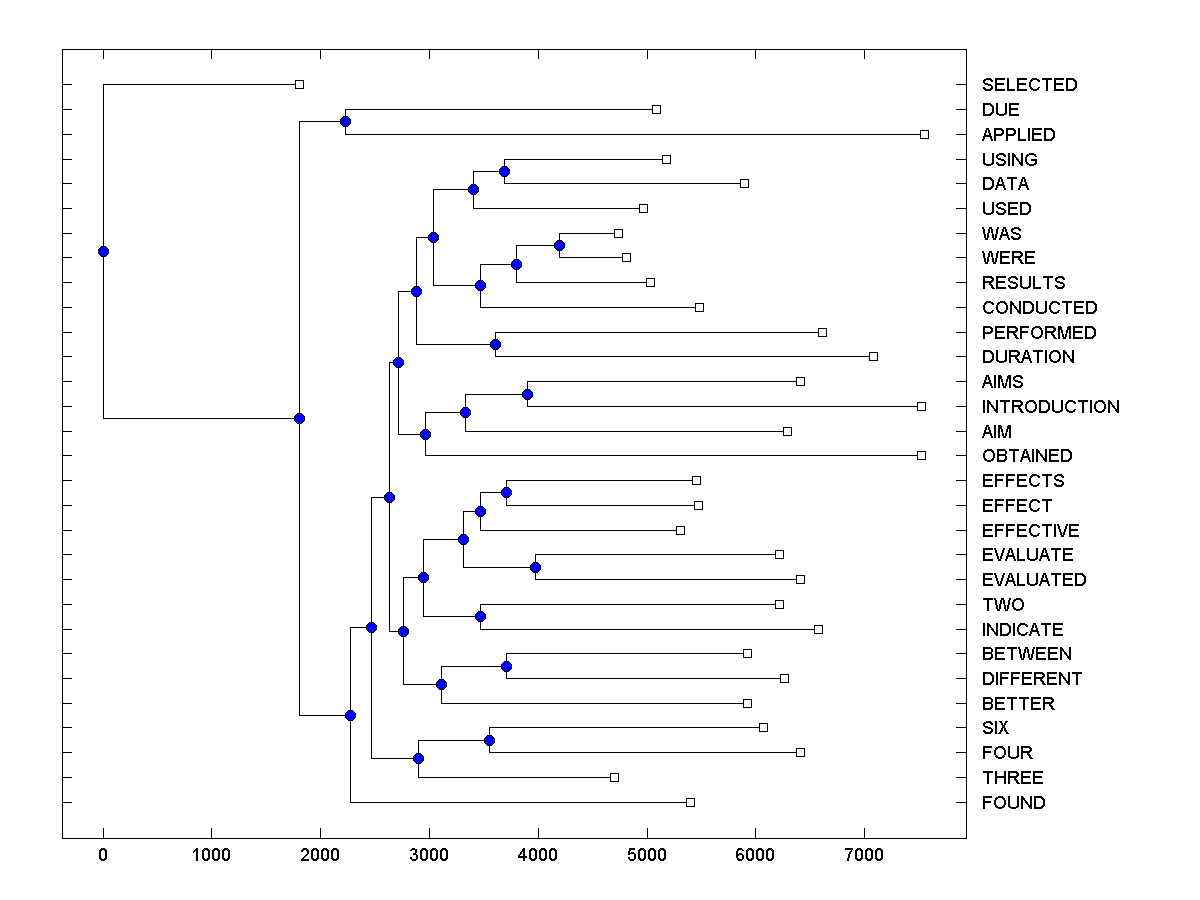 SELECTED
DUE
APPLIED
USING
DATA
USED
WAS
WERE
RESULTS
CONDUCTED
PERFORMED
DURATION
AIMS
INTRODUCTION
AIM
OBTAINED
EFFECTS
EFFECT
EFFECTIVE
EVALUATE
EVALUATED
TWO
INDICATE
BETWEEN
DIFFERENT
BETTER
SIX
FOUR
THREE
FOUND
0 1000 2000 3000 4000 5000 6000 7000